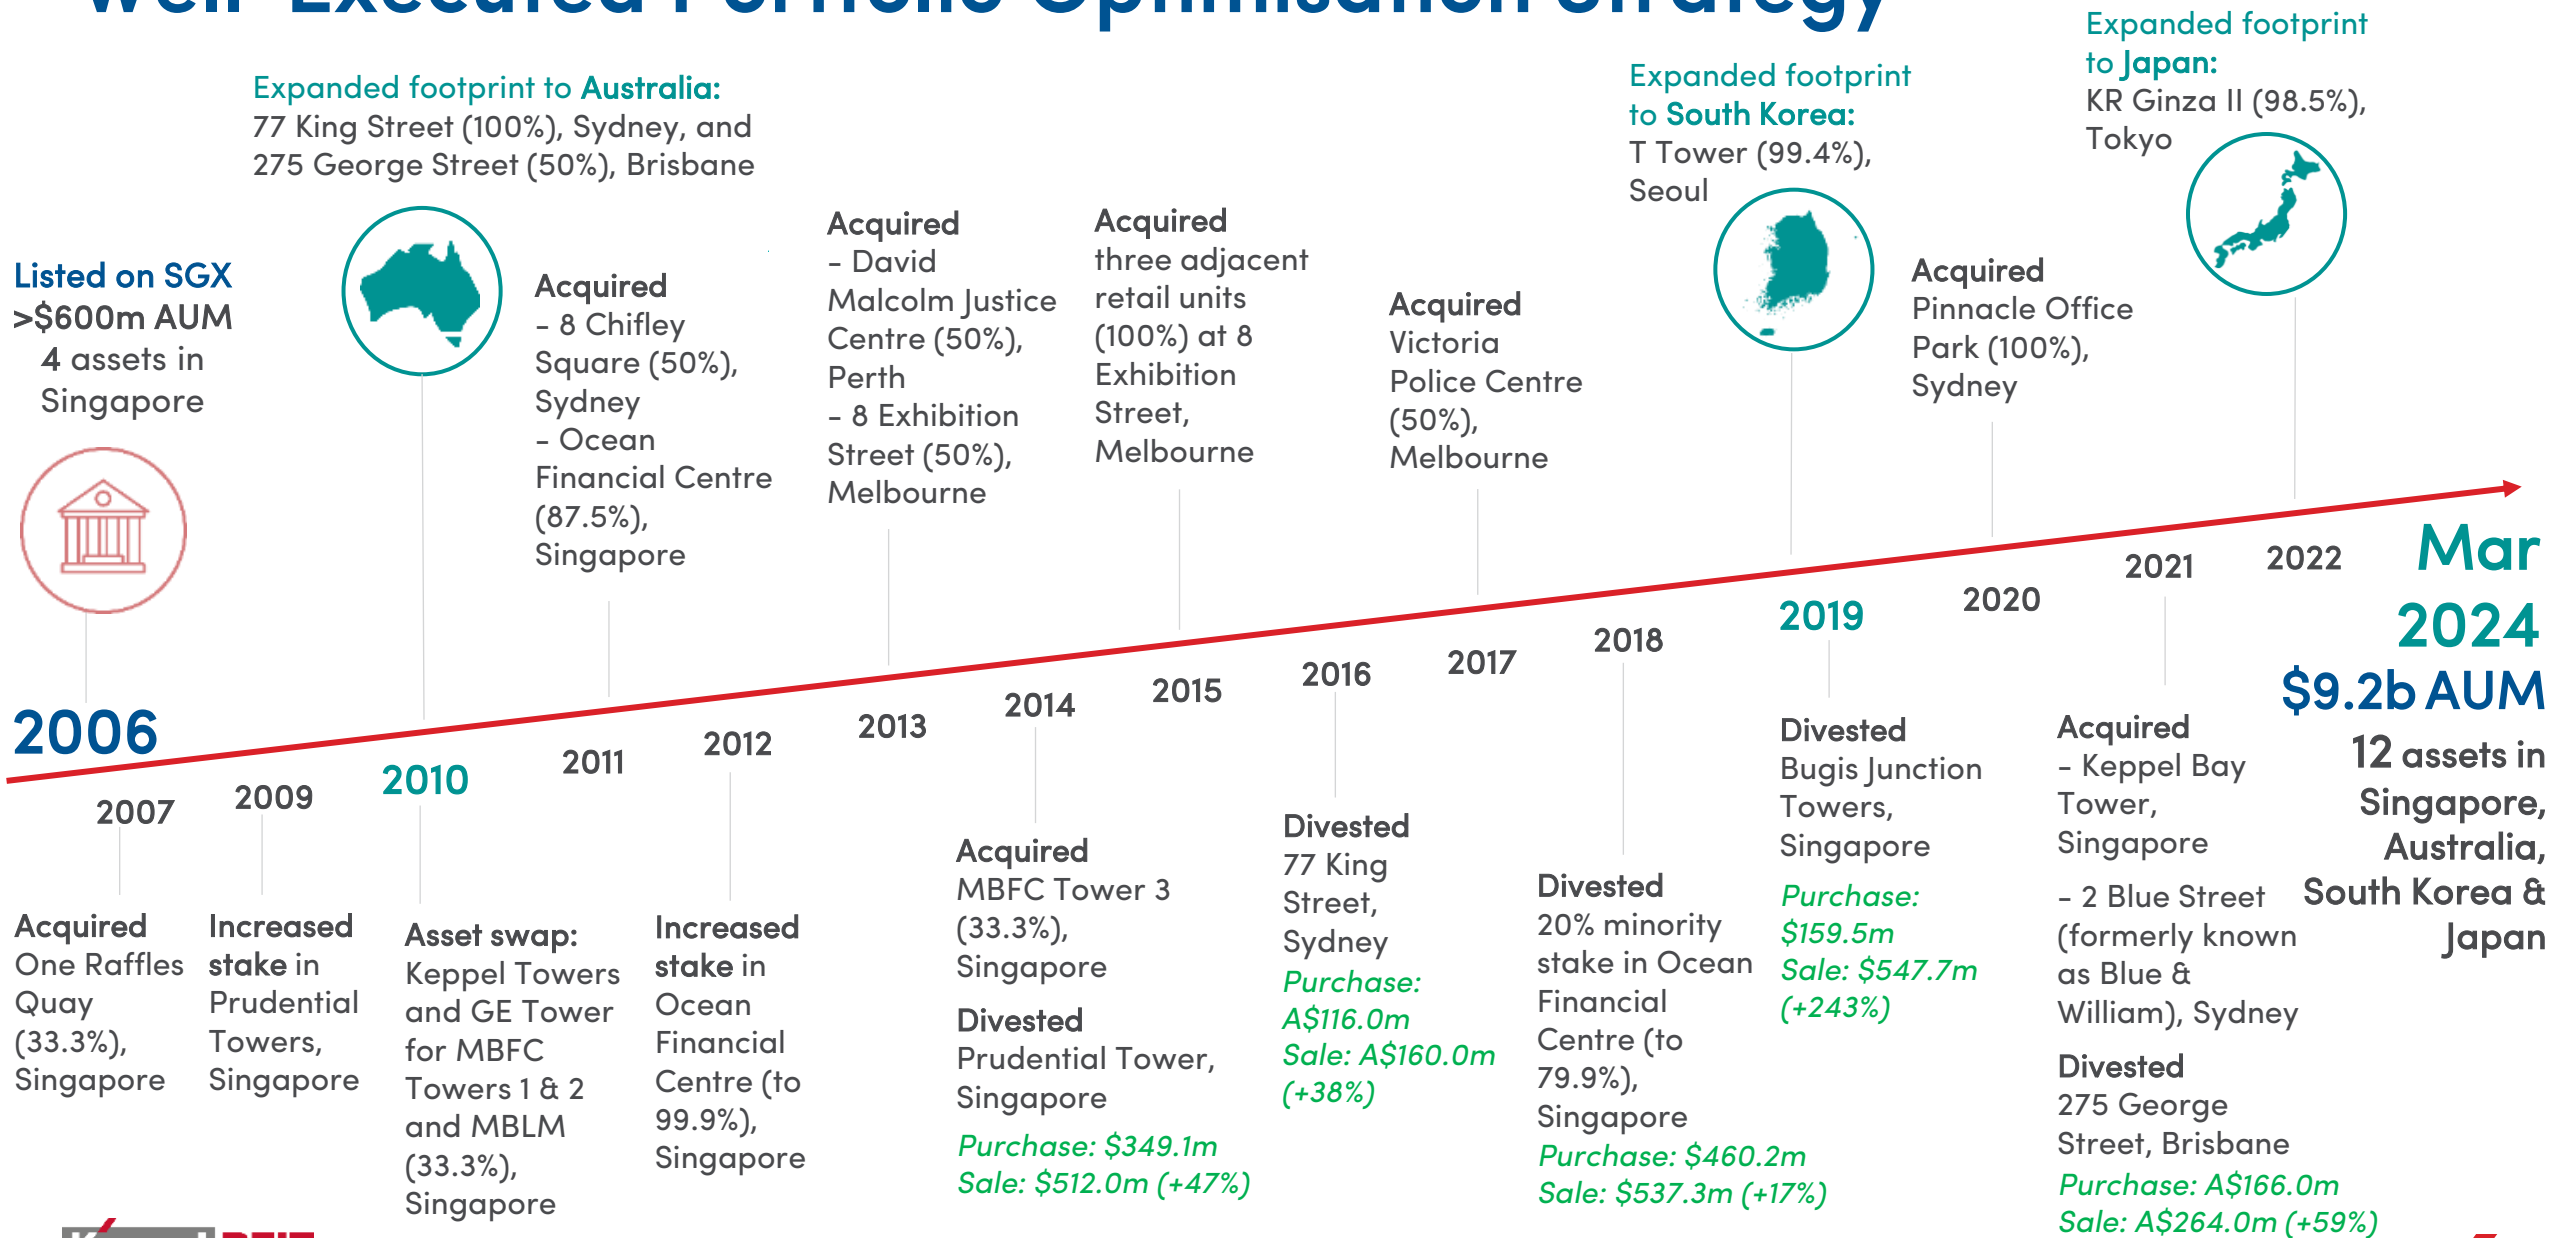 Well-Executed Portfolio Optimisation Strategy
Listed on SGX
>$600m AUM
4 assets in
Singapore
2006
Expanded footprint to Australia:
77 King Street (100%), Sydney, and
275 George Street (50%), Brisbane
Acquired
- 8 Chifley
Square (50%),
Sydney
- Ocean
Financial Centre
(87.5%),
Singapore
Acquired
- David
Malcolm Justice
Centre (50%),
Perth
- 8 Exhibition
Street (50%),
Melbourne
Acquired
three adjacent
retail units
(100%) at 8
Exhibition
Street,
Melbourne
Acquired
Victoria
Police Centre
(50%),
Melbourne
Expanded footprint
to South Korea:
T Tower (99.4%),
Seoul
Acquired
Pinnacle Office
Park (100%),
Sydney
Expanded footprint
to Japan:
KR Ginza II (98.5%),
Tokyo
2007
2009
2010
2011
2012
2013
2014
2015
2016
2017
2018
2019
2020
2021
2022
Mar
2024
$9.2b AUM
12 assets in
Singapore,
Australia,
South Korea &
Japan
Acquired
One Raffles
Quay
(33.3%),
Singapore
Increased
stake in
Prudential
Towers,
Singapore
Asset swap:
Keppel Towers
and GE Tower
for MBFC
Towers 1 & 2
and MBLM
(33.3%),
Singapore
Increased
stake in
Ocean
Financial
Centre (to
99.9%),
Singapore
Acquired
MBFC Tower 3
(33.3%),
Singapore
Divested
Prudential Tower,
Singapore
Purchase: $349.1m
Sale: $512.0m (+47%)
Divested
77 King
Street,
Sydney
Purchase:
A$116.0m
Sale: A$160.0m
(+38%)
Divested
20% minority
stake in Ocean
Financial
Centre (to
79.9%),
Singapore
Purchase: $460.2m
Sale: $537.3m (+17%)
Divested
Bugis Junction
Towers,
Singapore
Purchase:
$159.5m
Sale: $547.7m
(+243%)
Acquired
- Keppel Bay
Tower,
Singapore
- 2 Blue Street
(formerly known
as Blue &
William), Sydney
Divested
275 George
Street, Brisbane
Purchase: A$166.0m
Sale: A$264.0m (+59%)
Keppel REIT